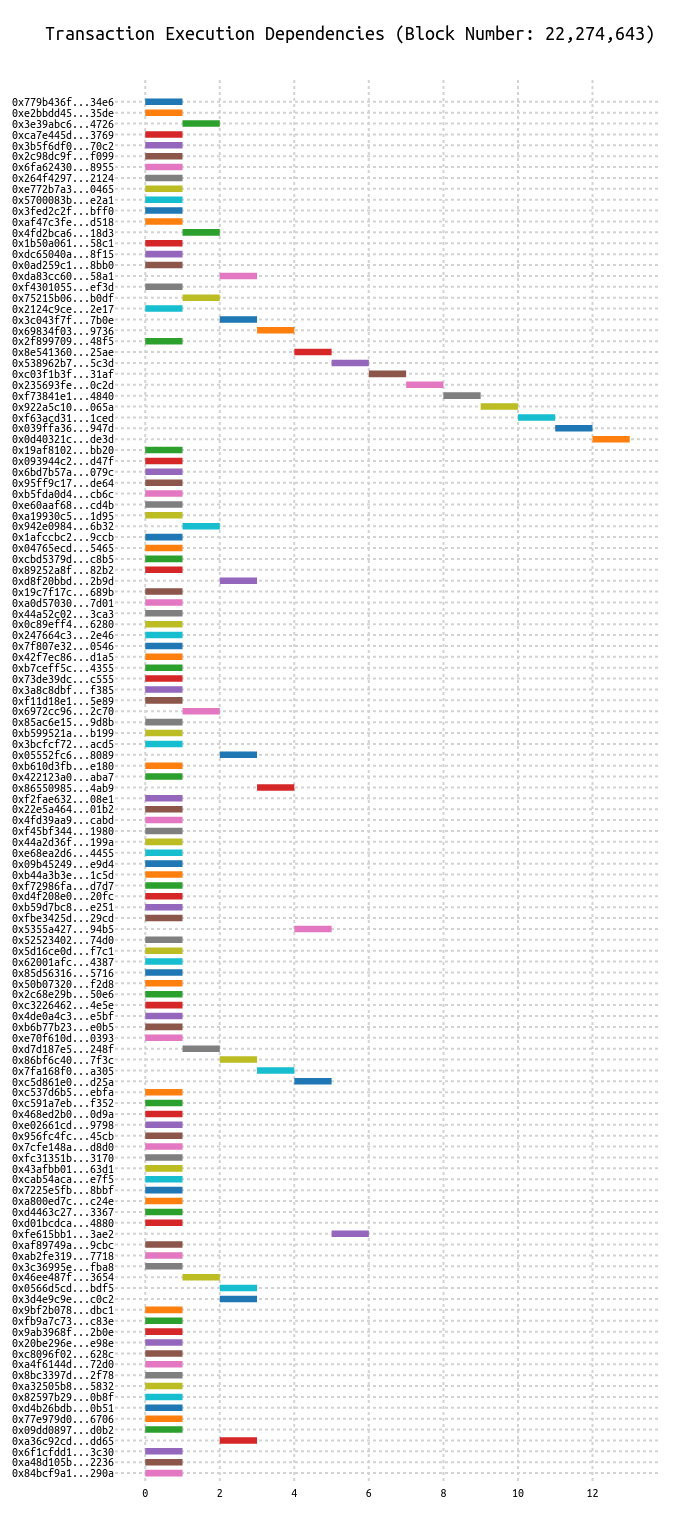 Transaction Execution Dependencies (Block Number: 22,274,643)
0x779b436f...34e6
0xe2bbdd45...35de
0x3e39abc6...4726
0xca7e445d...3769
0x3b5f6df0...70c2
0x2c98dc9f...f099
0x6fa62430...8955
0x264f4297...2124
0xe772b7a3...0465
0x5700083b...e2a1
0x3fed2c2f...bff0
0xaf47c3fe...d518
0x4fd2bca6...18d3
0x1b50a061...58c1
0xdc65040a...8f15
0x0ad259c1...8bb0
0xda83cc60...58a1
0xf4301055...ef3d
0x75215b06...b0df
0x2124c9ce...2e17
0x3c043f7f...7b0e
0x69834f03...9736
0x2f899709...48f5
0x8e541360...25ae
0x538962b7...5c3d
0xc03f1b3f...31af
0x235693fe...0c2d
0xf73841e1...4840
0x922a5c10...065a
0xf63acd31...1ced
0x039ffa36...947d
0x0d40321c...de3d
0x19af8102...bb20
0x093944c2...d47f
0x6bd7b57a...079c
0x95ff9c17...de64
0xb5fda0d4...cb6c
0xe60aaf68...cd4b
0xa19930c5...1d95
0x942e0984...6b32
0x1afccbc2...9ccb
0x04765ecd...5465
0xcbd5379d...c8b5
0x89252a8f...82b2
0xd8f20bbd...2b9d
0x19c7f17c...689b
0xa0d57030...7d01
0x44a52c02...3ca3
0x0c89eff4...6280
0x247664c3...2e46
0x7f807e32...0546
0x42f7ec86...d1a5
0xb7ceff5c...4355
0x73de39dc...c555
0x3a8c8dbf...f385
0xf11d18e1...5e89
0x6972cc96...2c70
0x85ac6e15...9d8b
0xb599521a...b199
0x3bcfcf72...acd5
0x05552fc6...8089
0xb610d3fb...e180
0x422123a0...aba7
0x86550985...4ab9
0xf2fae632...08e1
0x22e5a464...01b2
0x4fd39aa9...cabd
0xf45bf344...1980
0x44a2d36f...199a
0xe68ea2d6...4455
0x09b45249...e9d4
0xb44a3b3e...1c5d
0xf72986fa...d7d7
0xd4f208e0...20fc
0xb59d7bc8...e251
0xfbe3425d...29cd
0x5355a427...94b5
0x52523402...74d0
0x5d16ce0d...f7c1
0x62001afc...4387
0x85d56316...5716
0x50b07320...f2d8
0x2c68e29b...50e6
0xc3226462...4e5e
0x4de0a4c3...e5bf
0xb6b77b23...e0b5
0xe70f610d...0393
0xd7d187e5...248f
0x86bf6c40...7f3c
0x7fa168f0...a305
0xc5d861e0...d25a
0xc537d6b5...ebfa
0xc591a7eb...f352
0x468ed2b0...0d9a
0xe02661cd...9798
0x956fc4fc...45cb
0x7cfe148a...d8d0
0xfc31351b...3170
0x43afbb01...63d1
0xcab54aca...e7f5
0x7225e5fb...8bbf
0xa800ed7c...c24e
0xd4463c27...3367
0xd01bcdca...4880
0xfe615bb1...3ae2
0xaf89749a...9cbc
0xab2fe319...7718
0x3c36995e...fba8
0x46ee487f...3654
0x0566d5cd...bdf5
0x3d4e9c9e...c0c2
0x9bf2b078...dbc1
0xfb9a7c73...c83e
0x9ab3968f...2b0e
0x20be296e...e98e
0xc8096f02...628c
0xa4f6144d...72d0
0x8bc3397d...2f78
0xa32505b8...5832
0x82597b29...0b8f
0xd4b26bdb...0b51
0x77e979d0...6706
0x09dd0897...d0b2
0xa36c92cd...dd65
0x6f1cfdd1...3c30
0xa48d105b...2236
0x84bcf9a1...290a
0 2 4 6 8 10 12